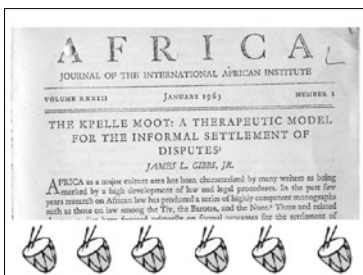 AFRICA
JOURNAL OF THE INTERNATIONAL AFRICAN INSTITUTE
VOLUME XXXIII JANUARY 1963 NUMBER 1
THE KPELLE MOOT: A THERAPEUTIC MODEL
FOR THE INFORMAL SETTLEMENT OF
DISPUTES¹
JAMES L. GIBBS, JR.
AFRICA as a major culture area has been characterized by many writers as being
marked by a high development of law and legal procedures. In the past few
years research on African law has produced a series of highly competent monographs
such as those on law among the Tiv, the Barotse, and the Nuer.² These and related